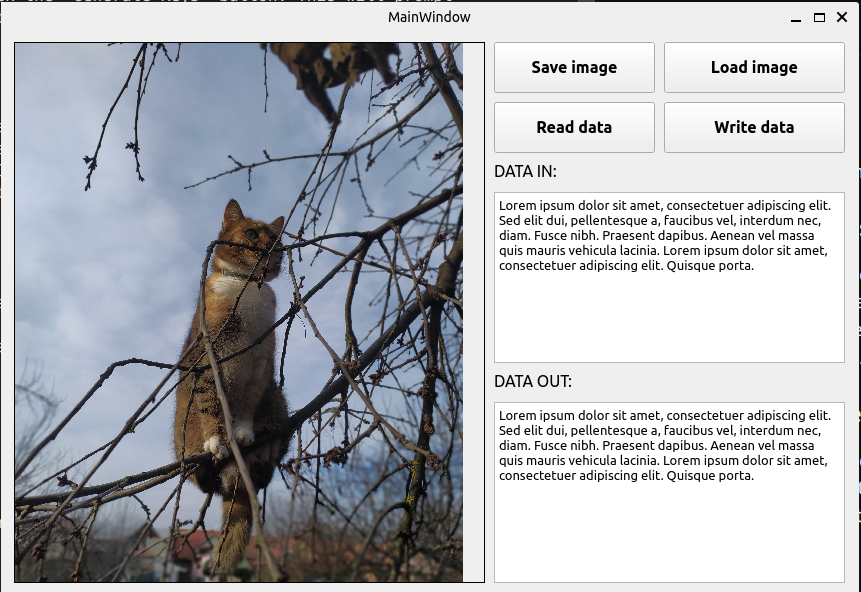 MainWindow
Save image
Load image
Read data
Write data
DATA IN:
Lorem ipsum dolor sit amet, consectetuer adipiscing elit.
Sed elit dui, pellentesque a, faucibus vel, interdum nec,
diam. Fusce nibh. Praesent dapibus. Aenean vel massa
quis mauris vehicula lacinia. Lorem ipsum dolor sit amet,
consectetuer adipiscing elit. Quisque porta.
DATA OUT:
Lorem ipsum dolor sit amet, consectetuer adipiscing elit.
Sed elit dui, pellentesque a, faucibus vel, interdum nec,
diam. Fusce nibh. Praesent dapibus. Aenean vel massa
quis mauris vehicula lacinia. Lorem ipsum dolor sit amet,
consectetuer adipiscing elit. Quisque porta.